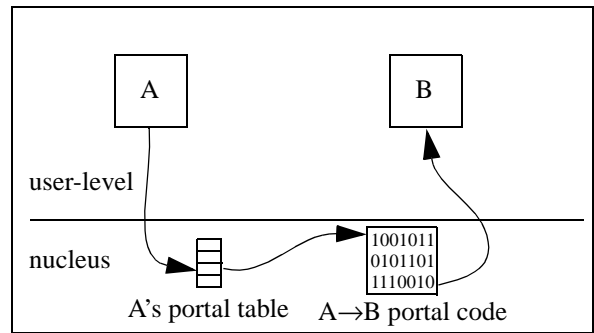 A
B
user-level
nucleus
1001011
0101101
1110010
A's portal table
A→B portal code